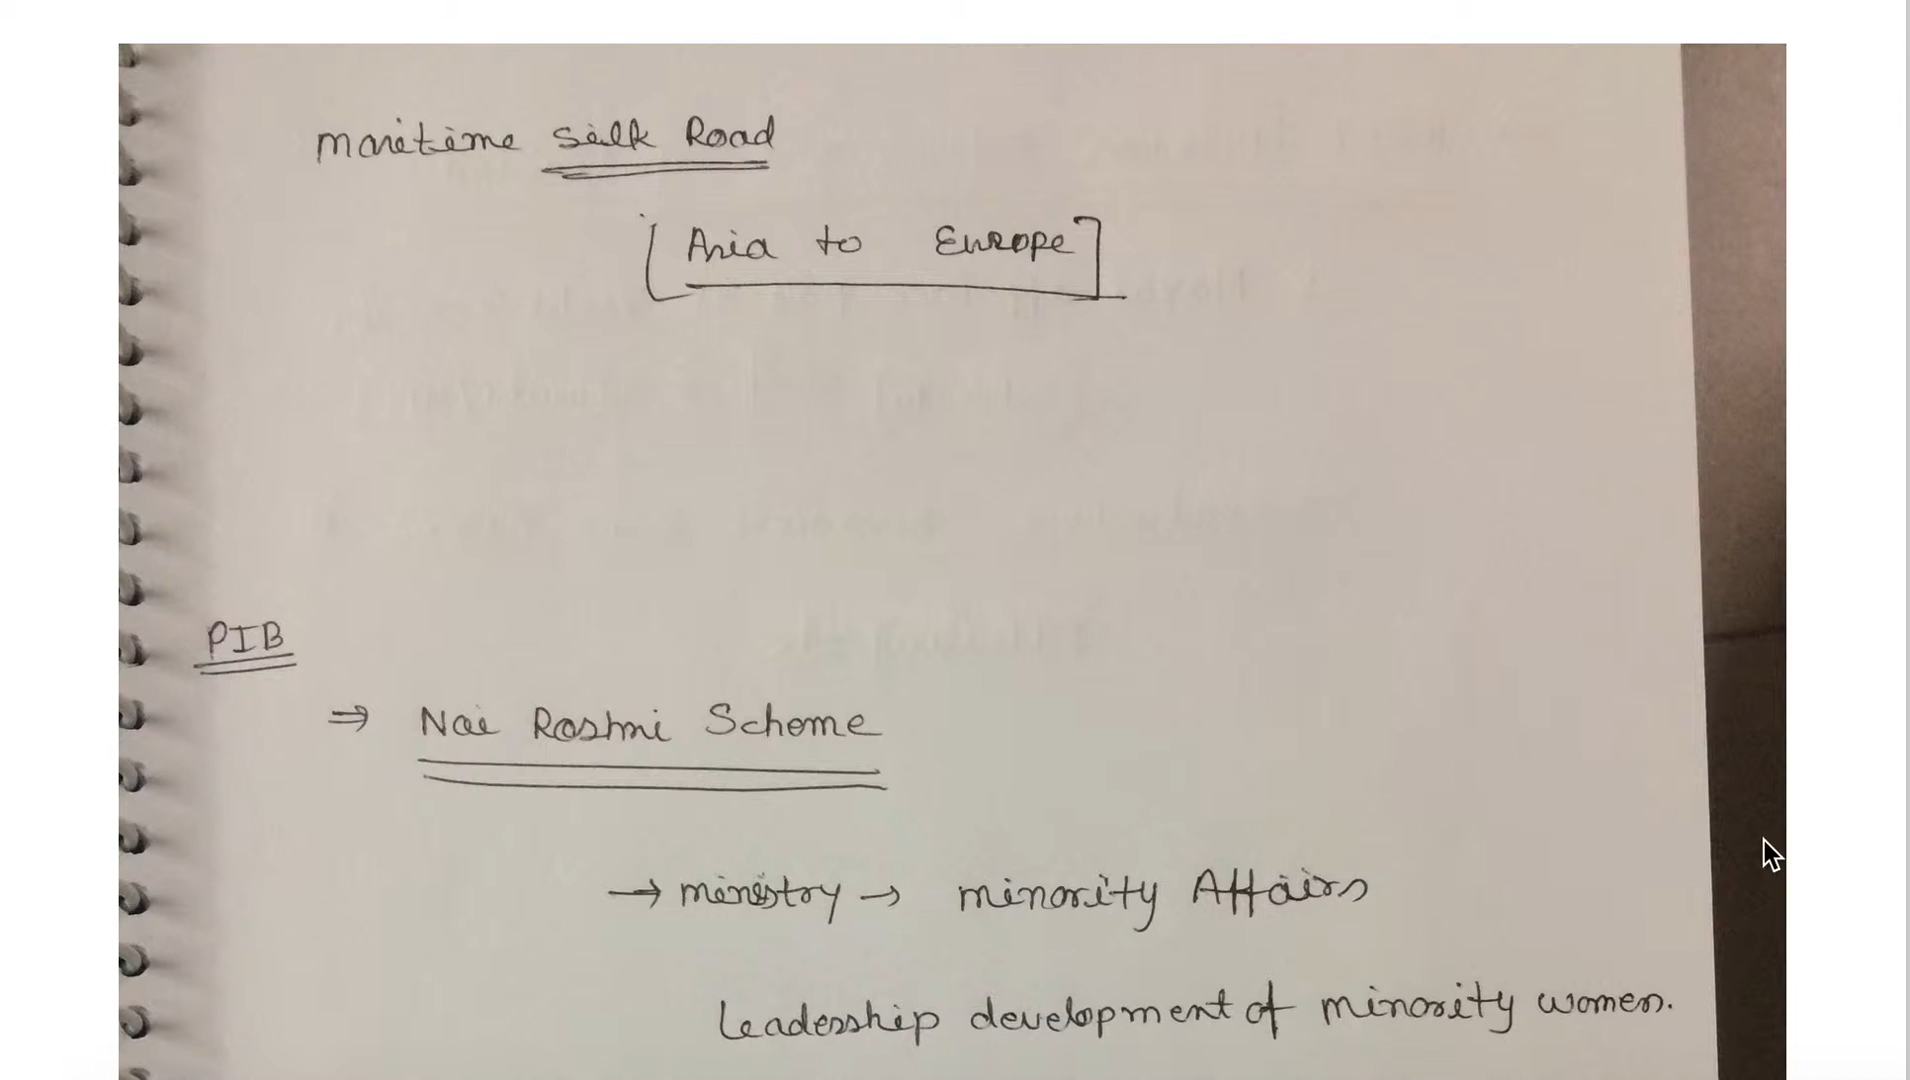 Maritime Silk Road
[Asia to Europe]
PIB
⇒ Nai Roshni Scheme
→ ministry → minority Affairs
Leadership development of minority women.